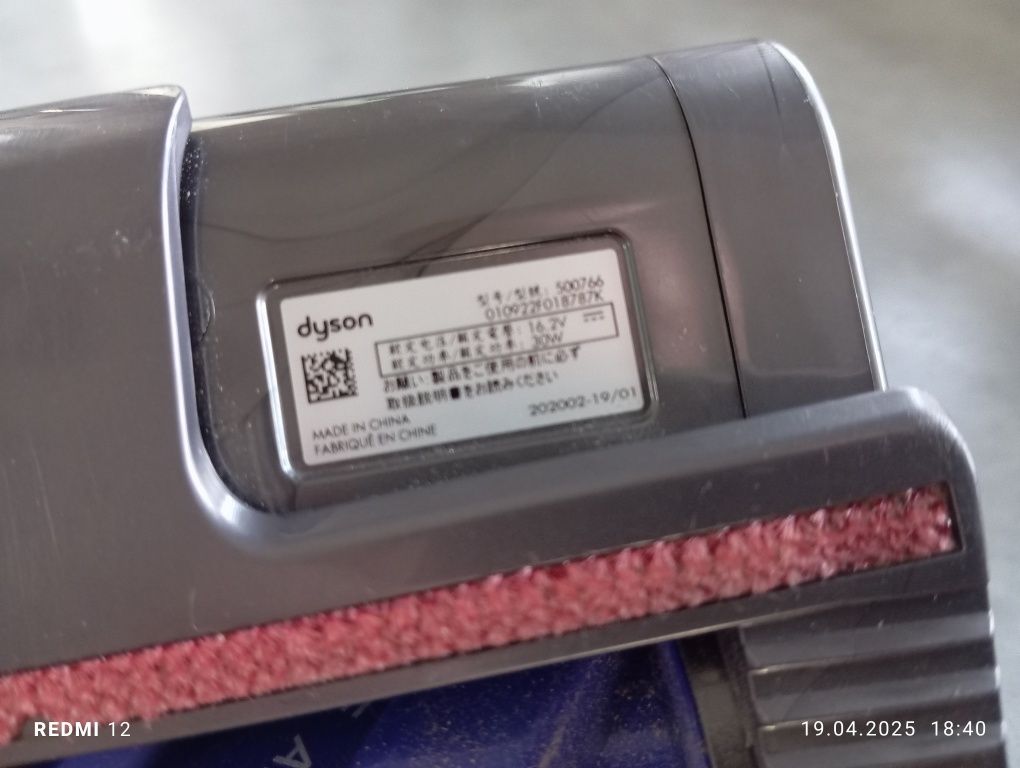 dyson
型号/型號: 500766
010922F018787K
额定电压/額定電壓: 16.2V
额定功率/額定功率: 30W
お願い:製品をご使用の前に必ず
取扱説明書をお読みください
MADE IN CHINA
FABRIQUÉ EN CHINE
202002-19/01
REDMI 12
19.04.2025 18:40